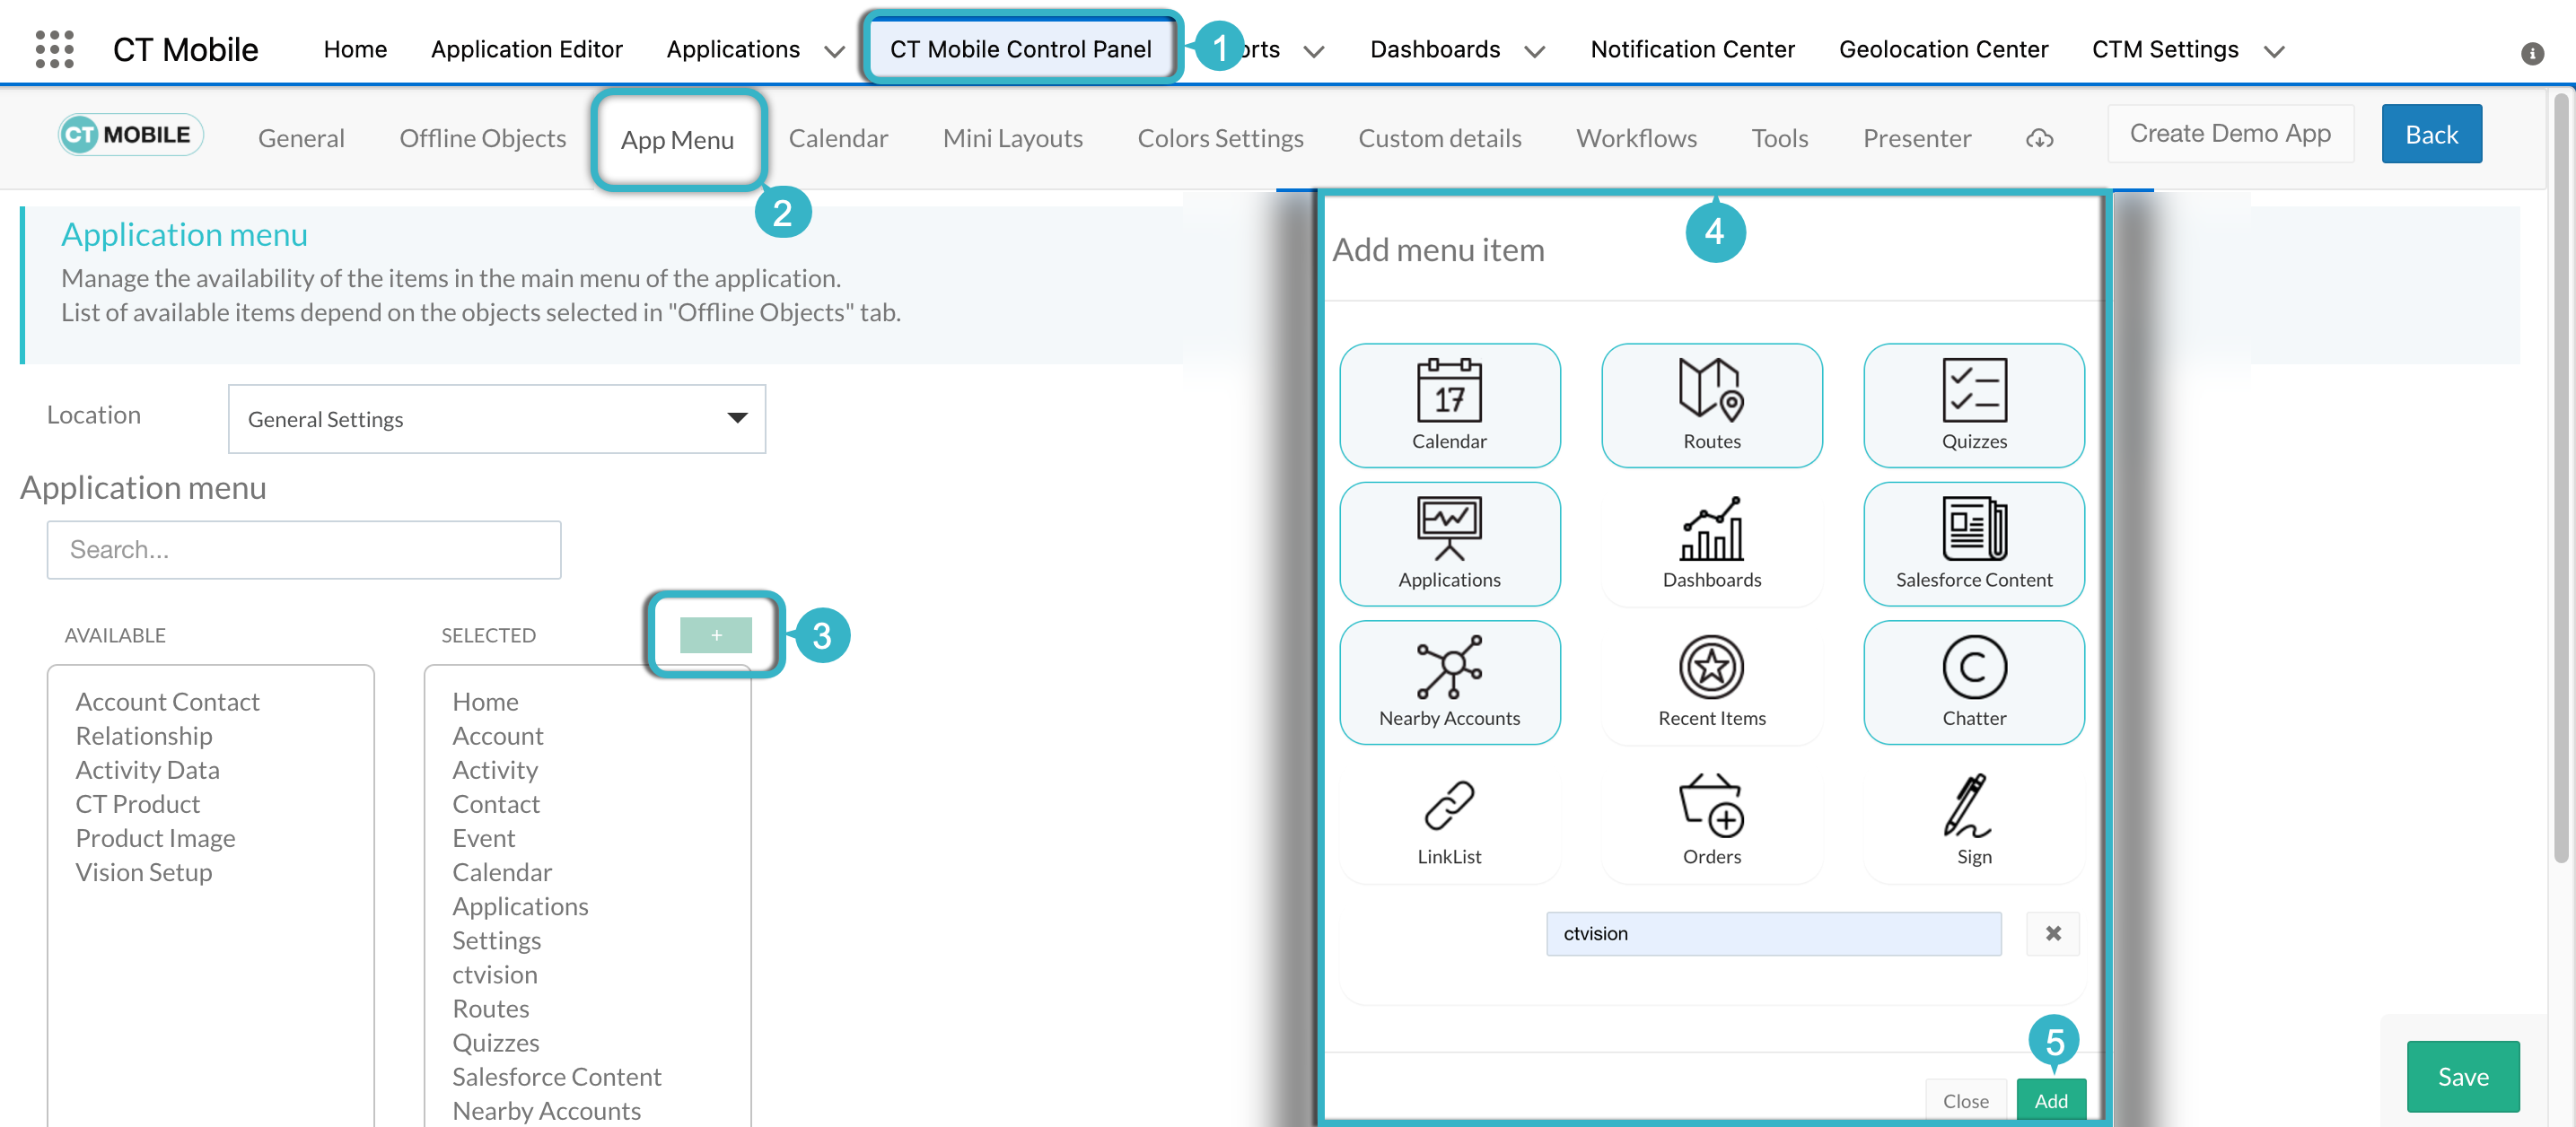 CT Mobile
Home
Application Editor
Applications
CT Mobile Control Panel
1
orts
Dashboards
Notification Center
Geolocation Center
CTM Settings
CT MOBILE
General
Offline Objects
App Menu
Calendar
Mini Layouts
Colors Settings
Custom details
Workflows
Tools
Presenter
Create Demo App
Back
2
Application menu
Manage the availability of the items in the main menu of the application.
List of available items depend on the objects selected in "Offline Objects" tab.
Location
General Settings
Application menu
Search...
AVAILABLE
SELECTED
+
3
Account Contact
Relationship
Activity Data
CT Product
Product Image
Vision Setup
Home
Account
Activity
Contact
Event
Calendar
Applications
Settings
ctvision
Routes
Quizzes
Salesforce Content
Nearby Accounts
4
Add menu item
17
Calendar
Routes
Quizzes
Applications
Dashboards
Salesforce Content
Nearby Accounts
Recent Items
C
Chatter
LinkList
Orders
Sign
ctvision
5
Close
Add
Save